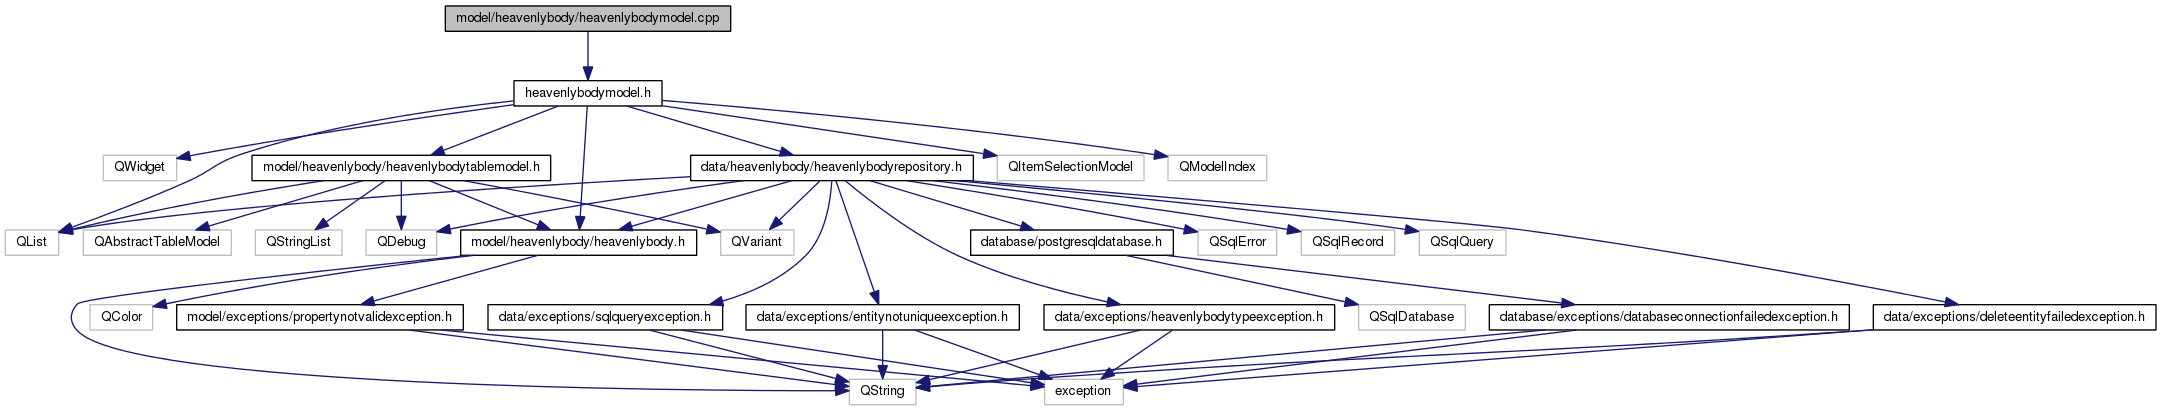 model/heavenlybody/heavenlybodymodel.cpp
heavenlybodymodel.h
QWidget
model/heavenlybody/heavenlybodytablemodel.h
data/heavenlybody/heavenlybodyrepository.h
QItemSelectionModel
QModelIndex
QList
QAbstractTableModel
QStringList
QDebug
model/heavenlybody/heavenlybody.h
QVariant
database/postgresqldatabase.h
QSqlError
QSqlRecord
QSqlQuery
QColor
model/exceptions/propertynotvalidexception.h
data/exceptions/sqlqueryexception.h
data/exceptions/entitynotuniqueexception.h
data/exceptions/heavenlybodytypeexception.h
QSqlDatabase
database/exceptions/databaseconnectionfailedexception.h
data/exceptions/deleteentityfailedexception.h
QString
exception